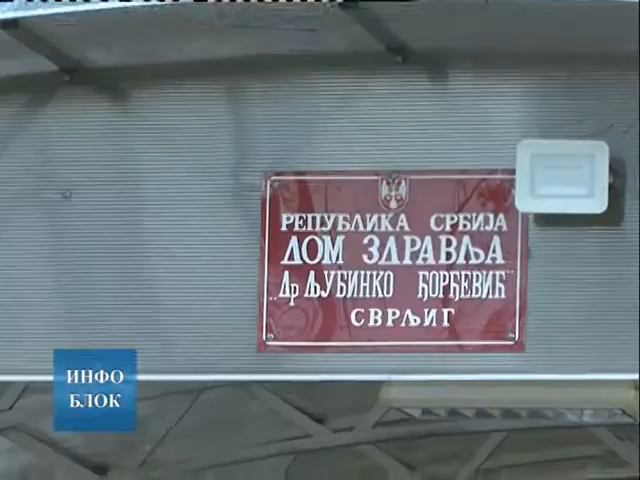 РЕПУБЛИКА СРБИЈА
ДОМ ЗДРАВЉА
„Др ЉУБИНКО ЂОРЂЕВИЋ"
СВРЉИГ
ИНФО
БЛОК